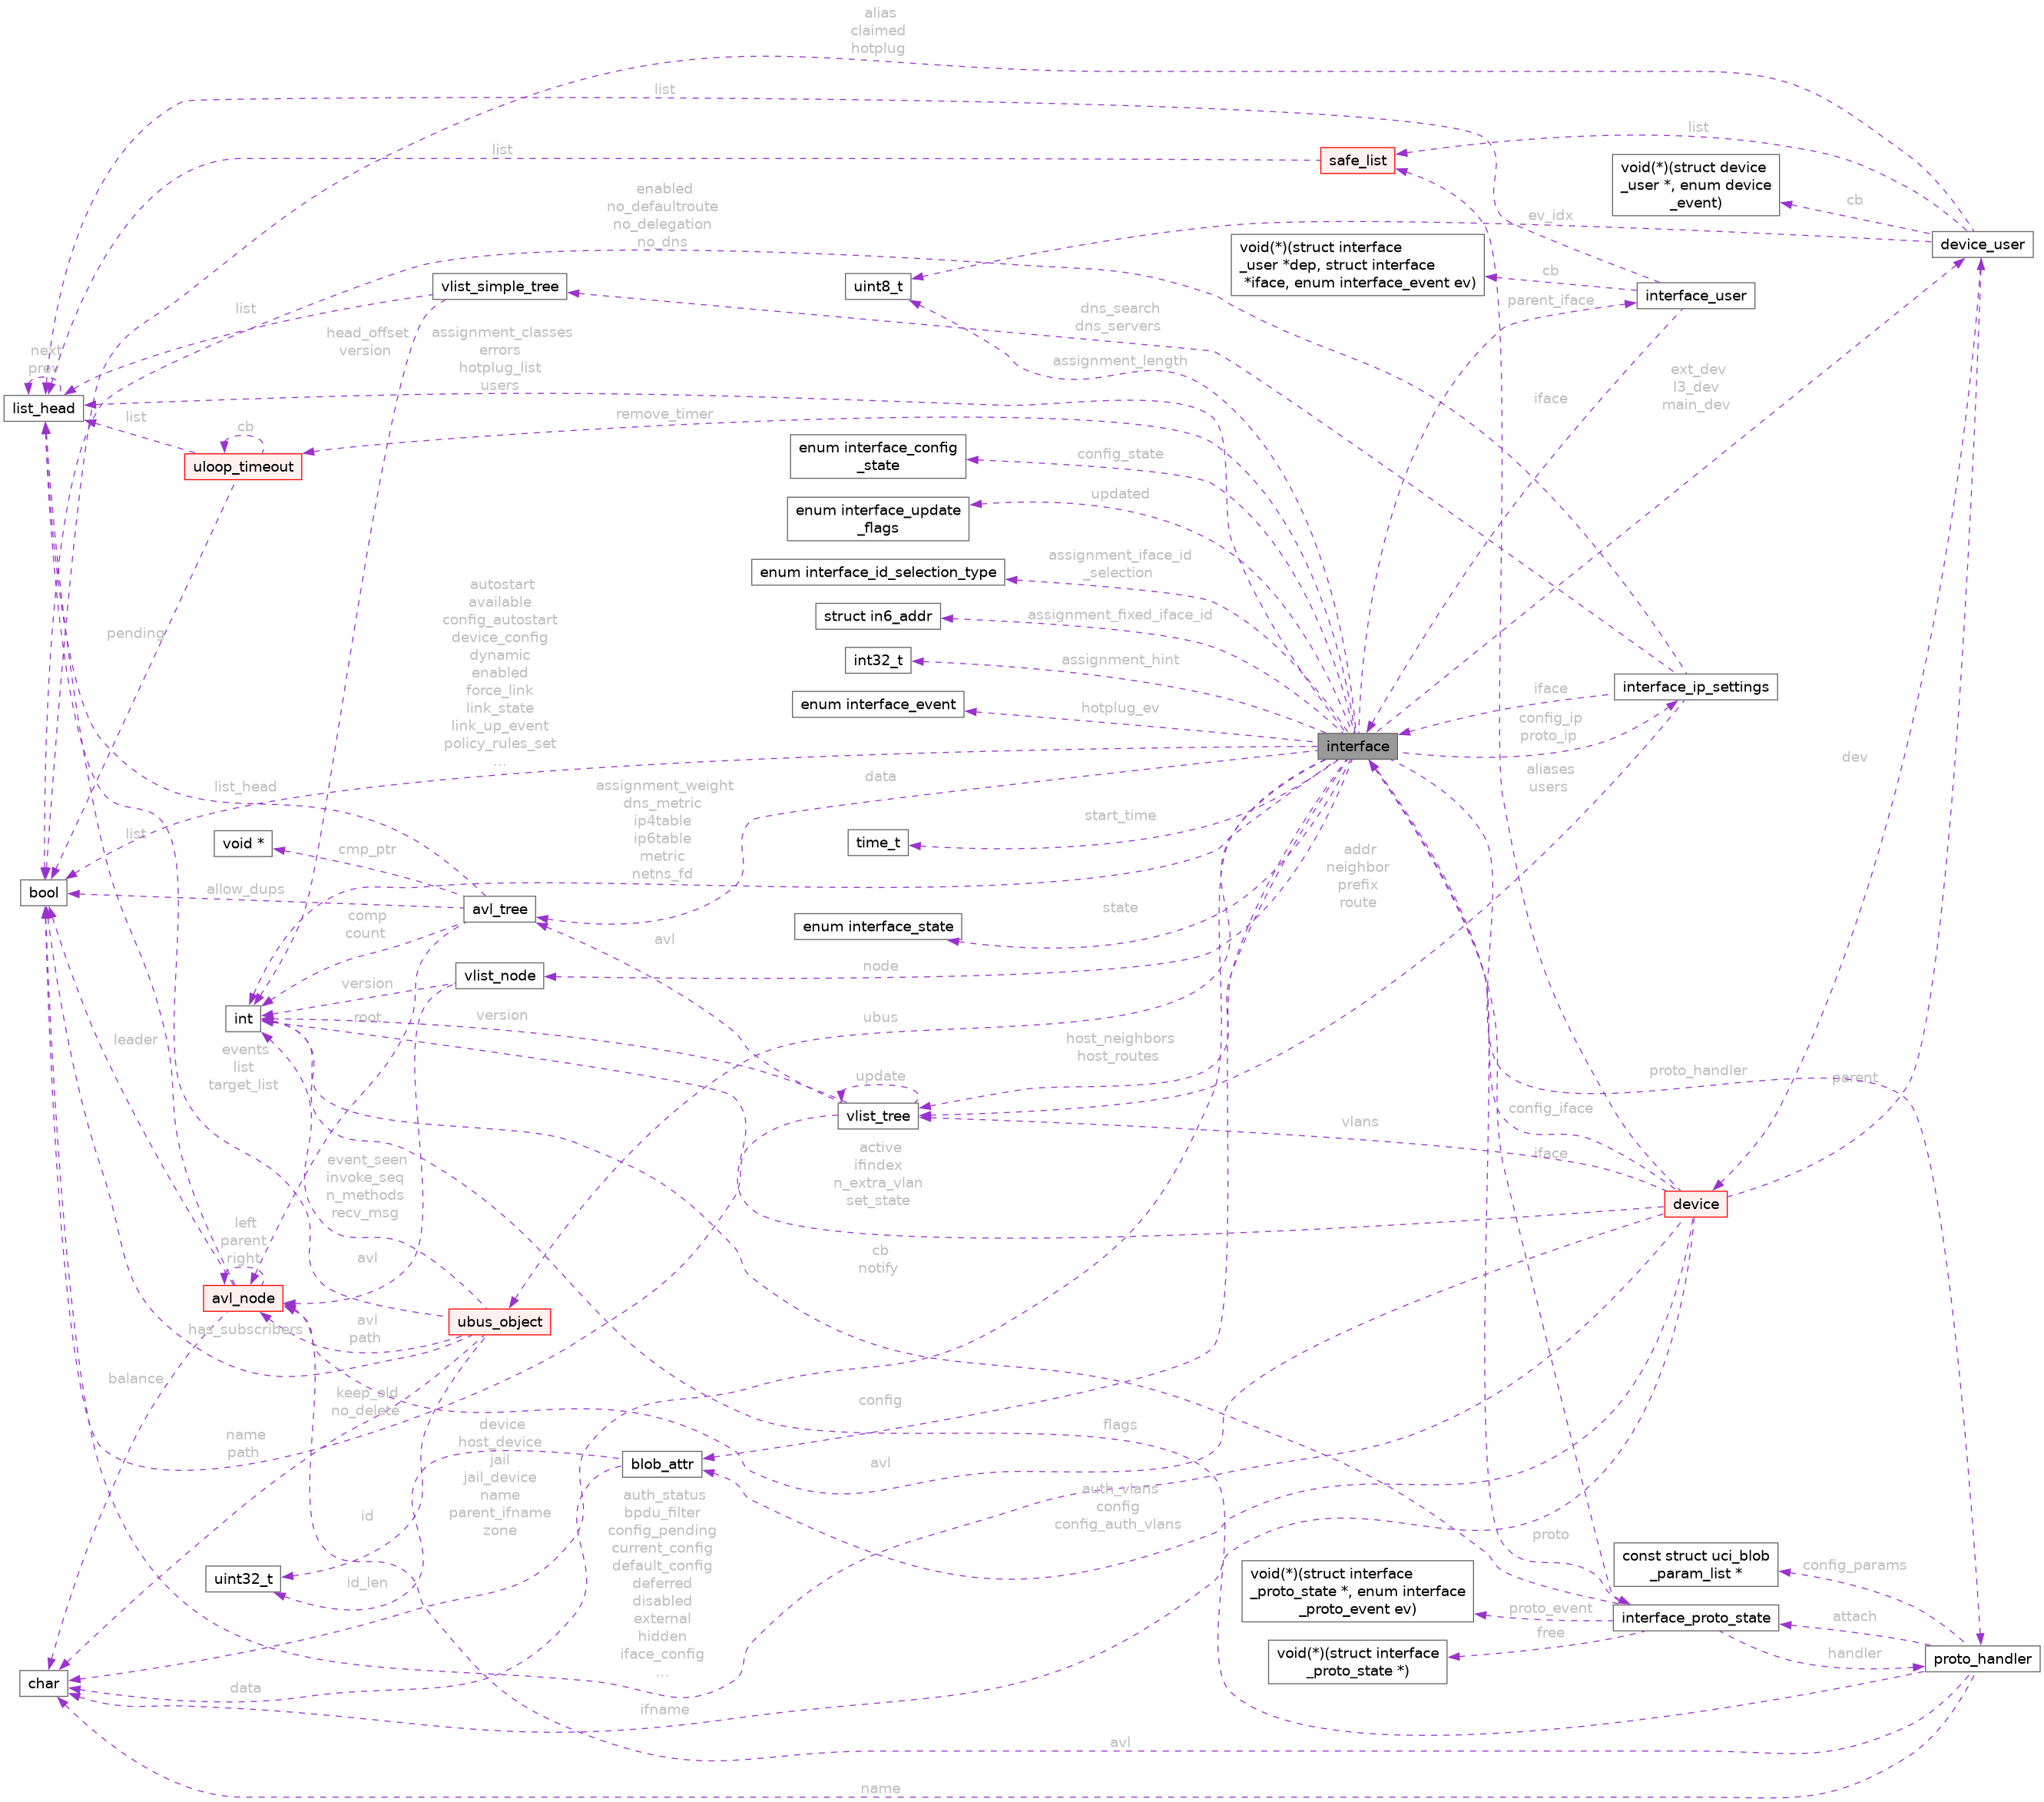 alias
claimed
hotplug
list
list
safe_list
list
void(*)(struct device
_user *, enum device
_event)
cb
device_user
enabled
no_defaultroute
no_delegation
no_dns
ev_idx
void(*)(struct interface
_user *dep, struct interface
*iface, enum interface_event ev)
cb
interface_user
vlist_simple_tree
uint8_t
list
head_offset
version
dns_search
dns_servers
parent_iface
assignment_classes
errors
hotplug_list
users
assignment_length
next
prev
list_head
list
cb
uloop_timeout
remove_timer
iface
ext_dev
l3_dev
main_dev
enum interface_config
_state
config_state
enum interface_update
_flags
updated
enum interface_id_selection_type
assignment_iface_id
_selection
struct in6_addr
assignment_fixed_iface_id
int32_t
assignment_hint
enum interface_event
hotplug_ev
pending
autostart
available
config_autostart
device_config
dynamic
enabled
force_link
link_state
link_up_event
policy_rules_set
...
interface
iface
config_ip
proto_ip
interface_ip_settings
dev
list_head
data
assignment_weight
dns_metric
ip4table
ip6table
metric
netns_fd
time_t
start_time
aliases
users
void *
cmp_ptr
list
bool
allow_dups
avl_tree
addr
neighbor
prefix
route
comp
count
avl
enum interface_state
state
vlist_node
node
version
int
root
version
ubus
leader
events
list
target_list
host_neighbors
host_routes
update
vlist_tree
vlans
proto_handler
config_iface
parent
iface
device
event_seen
invoke_seq
n_methods
recv_msg
active
ifindex
n_extra_vlan
set_state
left
parent
right
avl
cb
notify
avl_node
ubus_object
has_subscribers
avl
path
balance
keep_old
no_delete
name
path
config
flags
device
host_device
jail
jail_device
name
parent_ifname
zone
blob_attr
avl
auth_vlans
config
config_auth_vlans
id
auth_status
bpdu_filter
config_pending
current_config
default_config
deferred
disabled
external
hidden
iface_config
...
uint32_t
id_len
proto
const struct uci_blob
_param_list *
config_params
void(*)(struct interface
_proto_state *, enum interface
_proto_event ev)
proto_event
interface_proto_state
attach
void(*)(struct interface
_proto_state *)
free
handler
proto_handler
char
data
ifname
avl
name